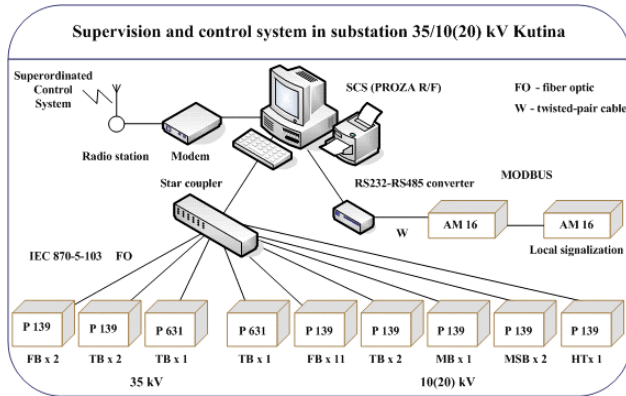 Supervision and control system in substation 35/10(20) kV Kutina
Superordinated
Control
System
SCS (PROZA R/F)
FO - fiber optic
W - twisted-pair cable
Radio station
Modem
Star coupler
RS232-RS485 converter
MODBUS
AM 16
AM 16
W
Local signalization
IEC 870-5-103 FO
P 139
P 139
P 631
P 631
P 139
P 139
P 139
P 139
P 139
FB x 2
TB x 2
TB x 1
TB x 1
FB x 11
TB x 2
MB x 1
MSB x 2
HTx 1
35 kV
10(20) kV